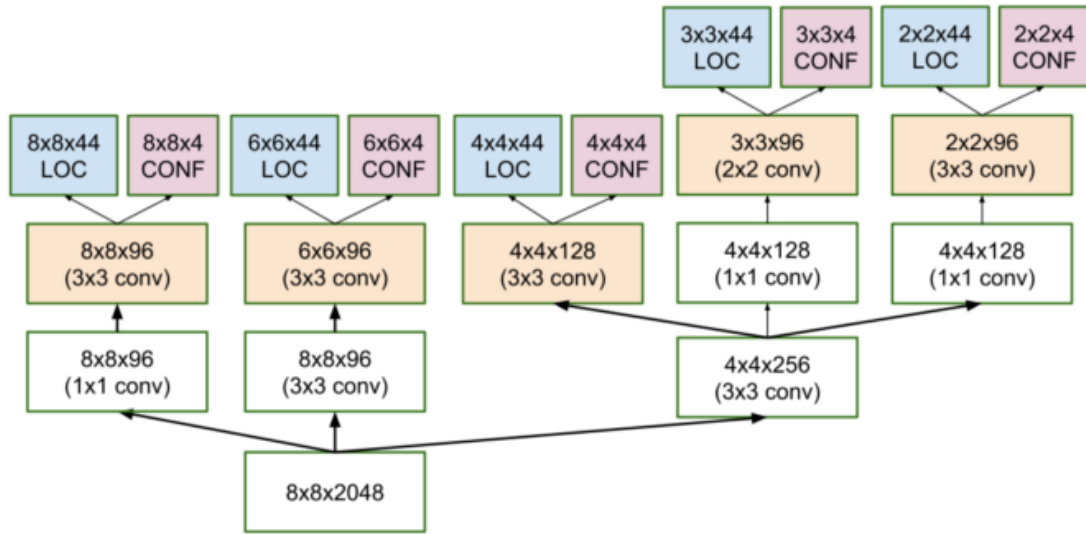 3x3x44
LOC
3x3x4
CONF
2x2x44
LOC
2x2x4
CONF
8x8x44
LOC
8x8x4
CONF
6x6x44
LOC
6x6x4
CONF
4x4x44
LOC
4x4x4
CONF
3x3x96
(2x2 conv)
2x2x96
(3x3 conv)
8x8x96
(3x3 conv)
6x6x96
(3x3 conv)
4x4x128
(3x3 conv)
4x4x128
(1x1 conv)
4x4x128
(1x1 conv)
8x8x96
(1x1 conv)
8x8x96
(3x3 conv)
4x4x256
(3x3 conv)
8x8x2048